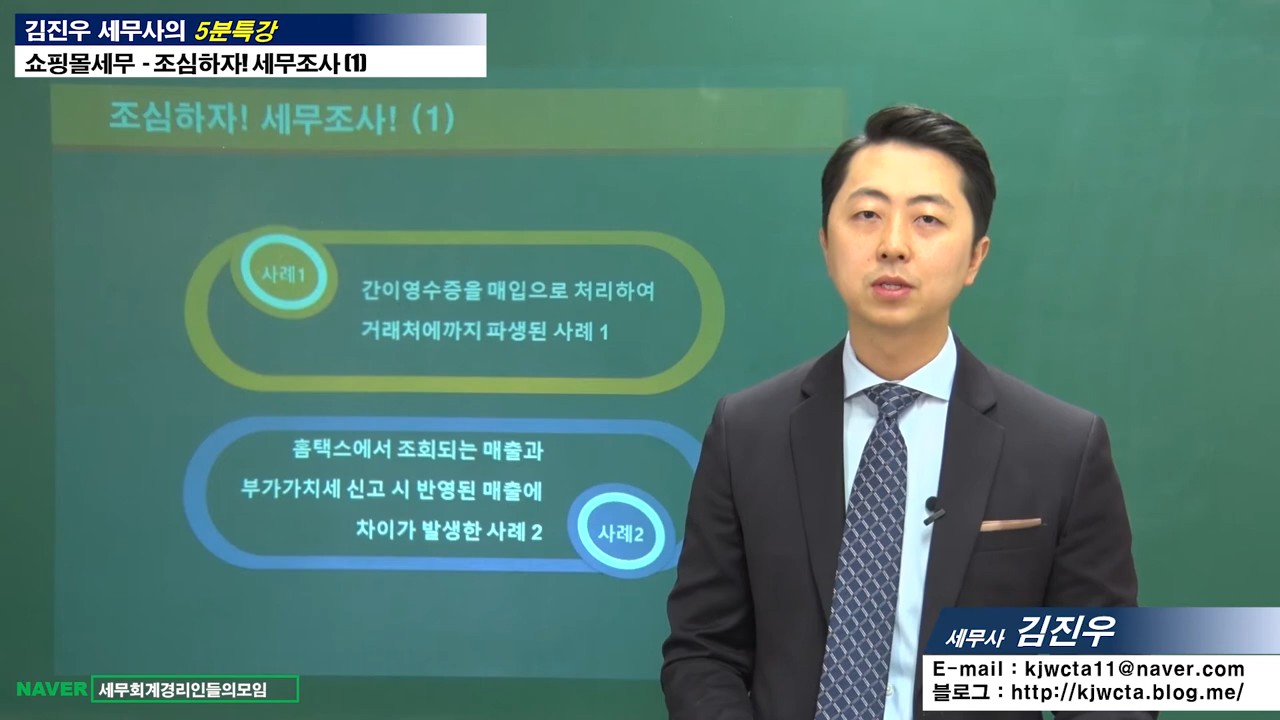 김진우 세무사의 5분특강
쇼핑몰세무 - 조심하자! 세무조사 (1)
조심하자! 세무조사! (1)
사례1
간이영수증을 매입으로 처리하여
거래처에까지 파생된 사례 1
홈택스에서 조회되는 매출과
부가가치세 신고 시 반영된 매출에
차이가 발생한 사례 2
사례2
세무사 김진우
E-mail : kjwcta11@naver.com
블로그 : http://kjwcta.blog.me/
NAVER 세무회계경리인들의모임